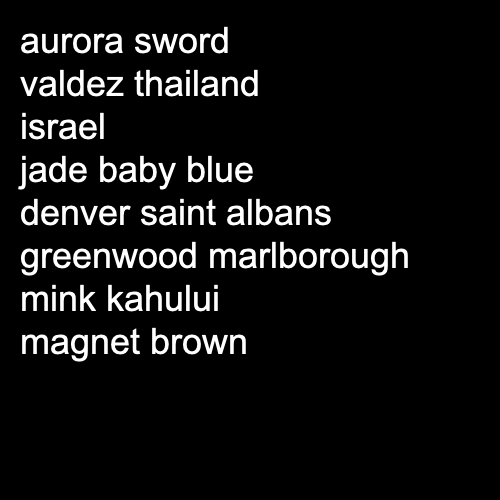 aurora sword
valdez thailand
israel
jade baby blue
denver saint albans
greenwood marlborough
mink kahului
magnet brown